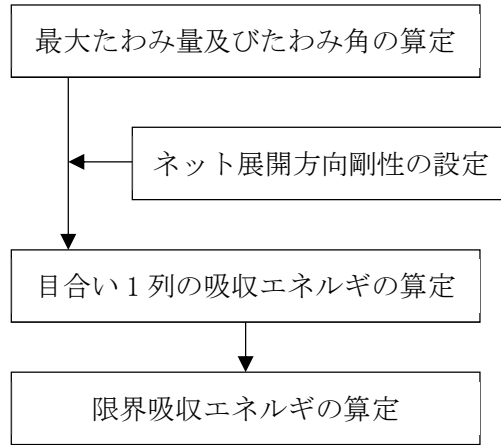 最大たわみ量及びたわみ角の算定
ネット展開方向剛性の設定
目合い１列の吸収エネルギの算定
限界吸収エネルギの算定